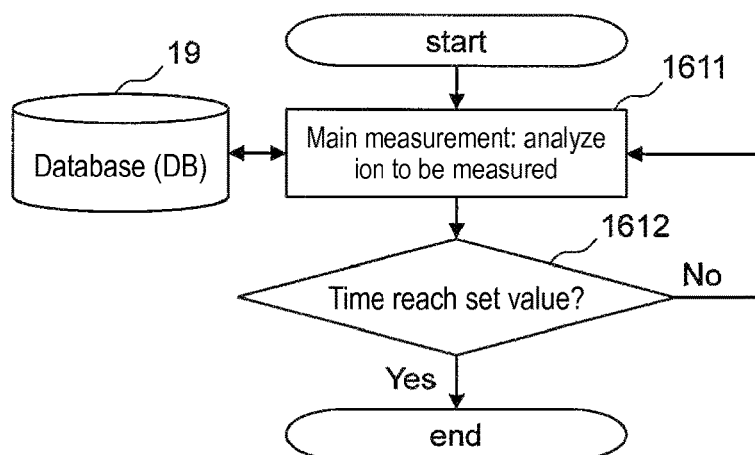 start
19
1611
Database (DB)
Main measurement: analyze
ion to be measured
1612
Time reach set value?
No
Yes
end